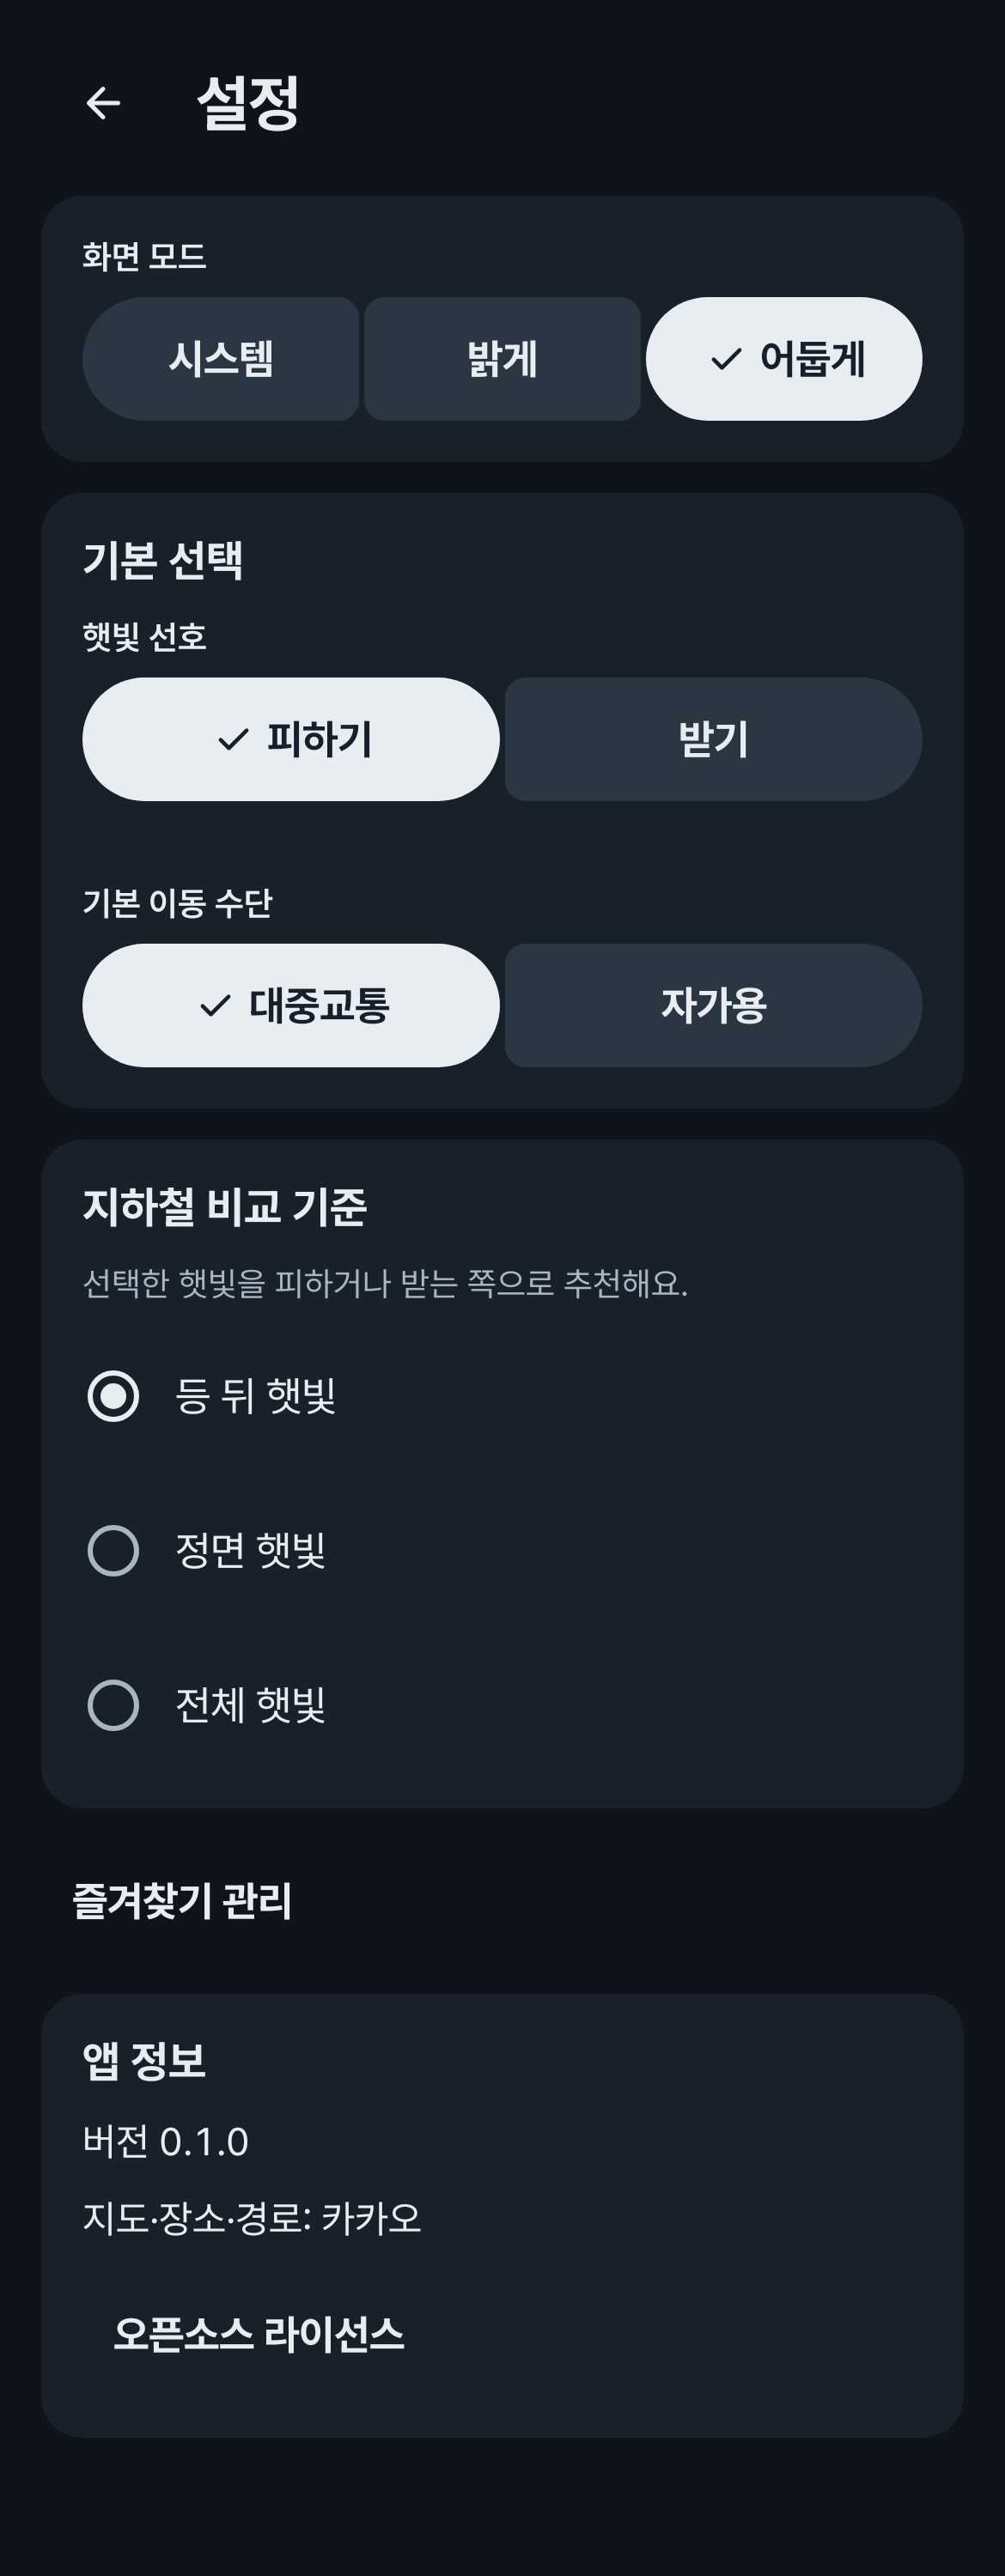 설정
화면 모드
시스템
밝게
어둡게
기본 선택
햇빛 선호
피하기
받기
기본 이동 수단
대중교통
자가용
지하철 비교 기준
선택한 햇빛을 피하거나 받는 쪽으로 추천해요.
등 뒤 햇빛
정면 햇빛
전체 햇빛
즐겨찾기 관리
앱 정보
버전 0.1.0
지도·장소·경로: 카카오
오픈소스 라이선스